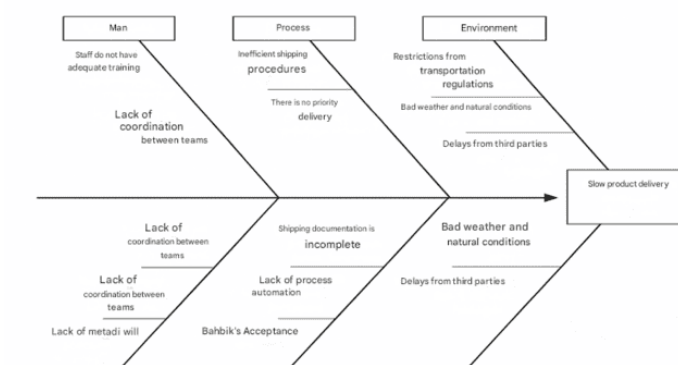 Man
Process
Environment
Staff do not have
adequate training
Lack of
coordination
between teams
Inefficient shipping
procedures
There is no priority
delivery
Restrictions from
transportation
regulations
Bad weather and natural conditions
Delays from third parties
Slow product delivery
Lack of
coordination between
teams
Lack of
coordination between
teams
Lack of metadi will
Shipping documentation is
incomplete
Lack of process
automation
Bahbik's Acceptance
Bad weather and
natural conditions
Delays from third parties